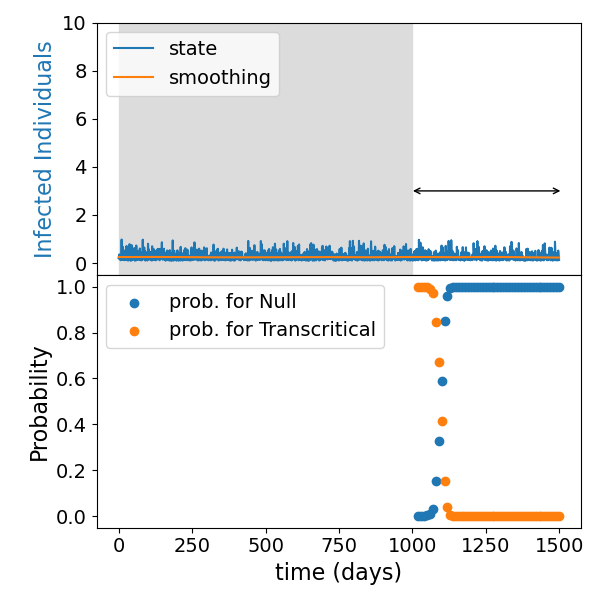 10
8
6
4
2
0
Infected Individuals
state
smoothing
1.0
0.8
0.6
0.4
0.2
0.0
Probability
prob. for Null
prob. for Transcritical
0 250 500 750 1000 1250 1500
time (days)